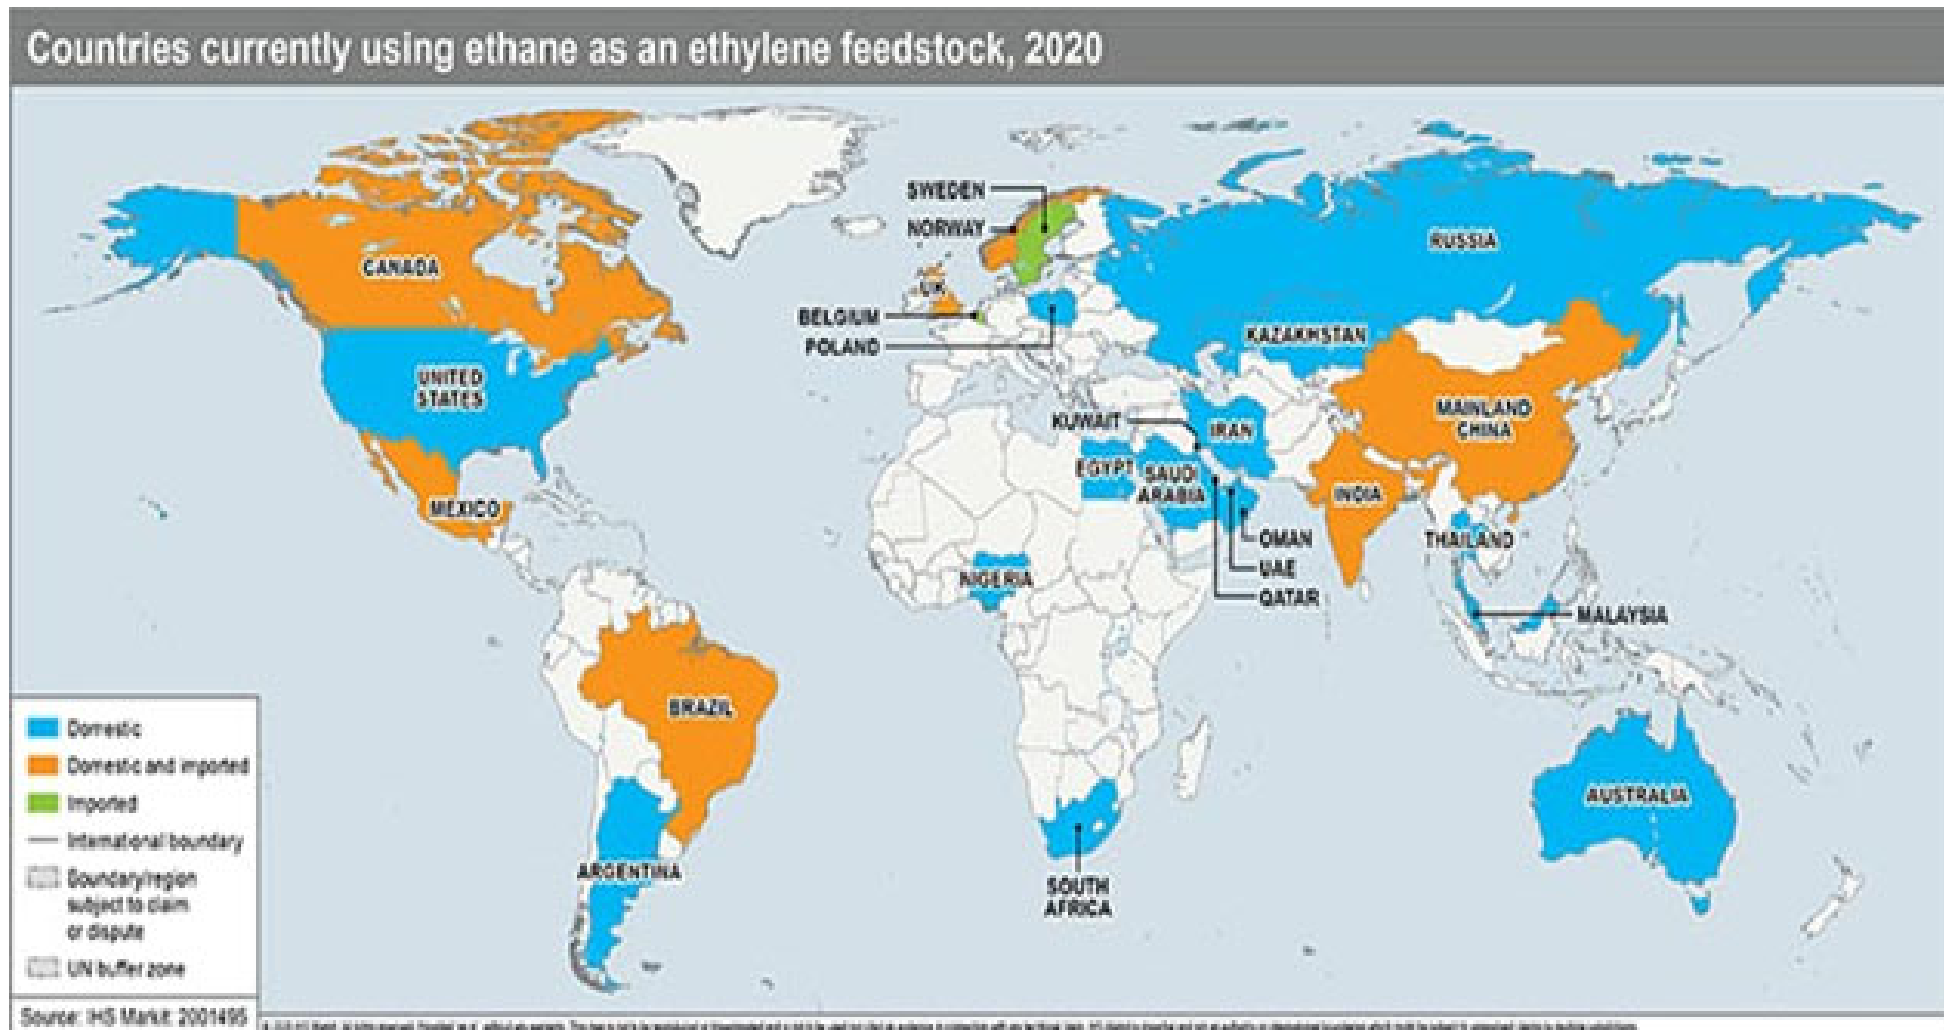 Countries currently using ethane as an ethylene feedstock, 2020
SWEDEN
NORWAY
RUSSIA
CANADA
UK
BELGIUM
POLAND
KAZAKHSTAN
UNITED
STATES
MAINLAND
CHINA
KUWAIT
IRAN
EGYPT
SAUDI
ARABIA
INDIA
MEXICO
OMAN
THAILAND
UAE
NIGERIA
QATAR
MALAYSIA
BRAZIL
AUSTRALIA
ARGENTINA
SOUTH
AFRICA
Domestic
Domestic and imported
Imported
International boundary
Boundary/region
subject to claim
or dispute
UN buffer zone
Source: IHS Markit 2001495